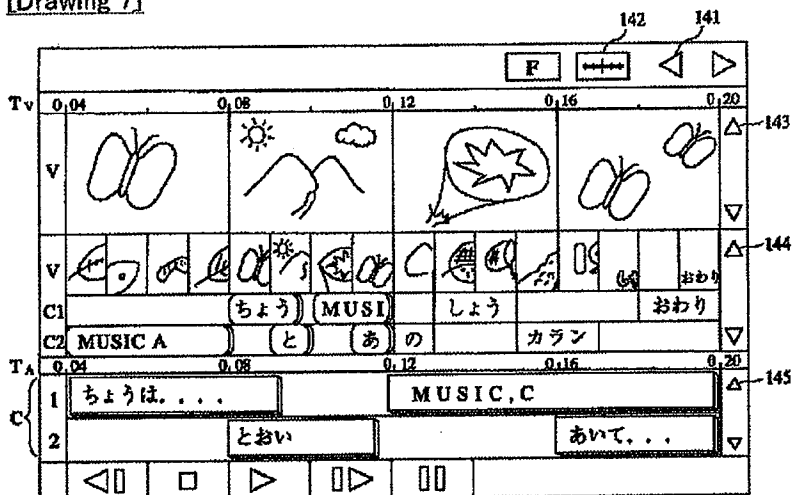 [Drawing 7]
142 141
F
Tv 0,04 0,08 0,12 0,16 0,20
V 143
V おわり 144
C1 ちょう MUSI しょう おわり
C2 MUSIC A と あ の カラン
TA 0,04 0,08 0,12 0,16 0,20
C 1 ちょうは.... MUSIC,C 145
2 とおい あいて...